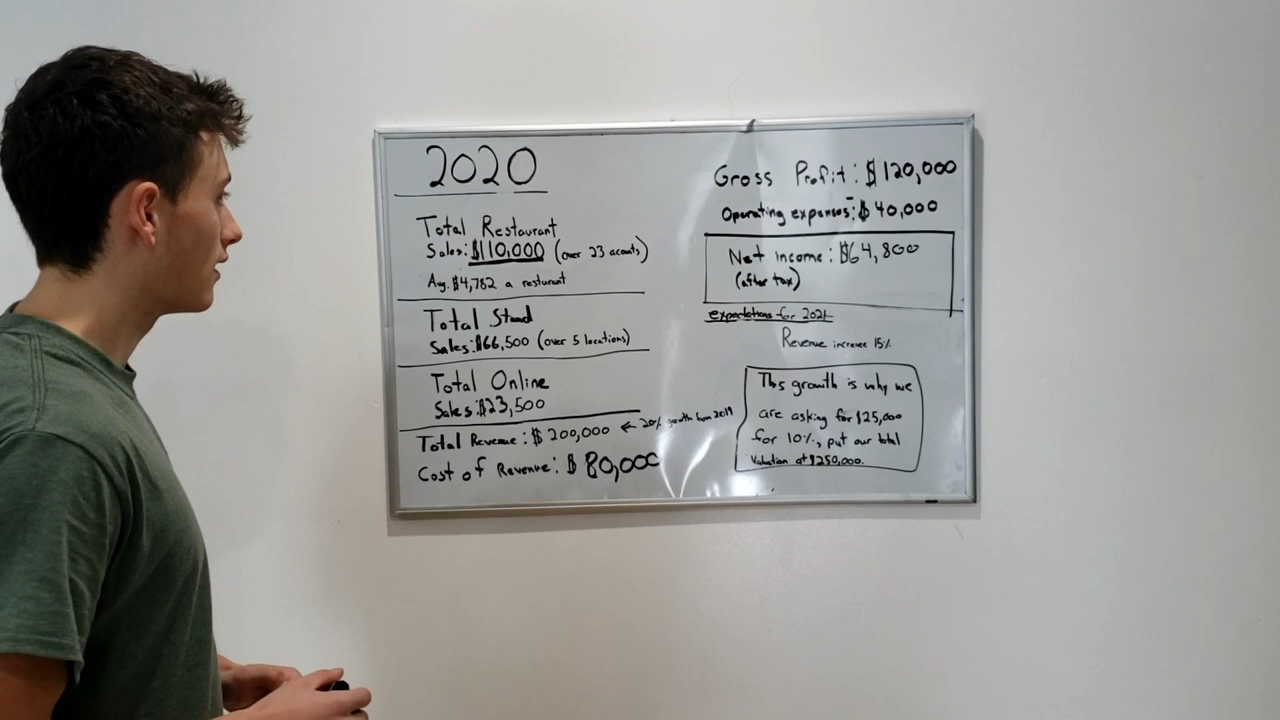 2020
Total Restaurant
Sales: $110,000 (over 23 acounts)
Avg. $4,782 a resturant
Total Stand
Sales: $66,500 (over 5 locations)
Total Online
Sales: $23,500
Total Revenue: $200,000 ← 20% growth from 2019
Cost of Revenue: $80,000
Gross Profit: $120,000
Operating expenses: $40,000
Net income: $64,800
(after tax)
expectations for 2021
Revenue increase 15%
This growth is why we
are asking for $25,000
for 10%, put our total
Valuation at $250,000.